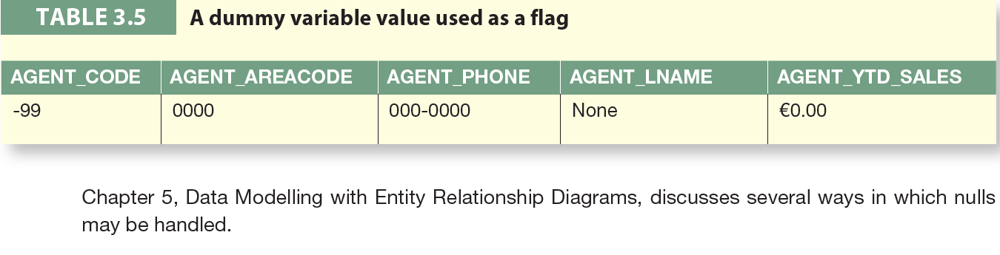 TABLE 3.5 A dummy variable value used as a flag
AGENT_CODE AGENT_AREACODE AGENT_PHONE AGENT_LNAME AGENT_YTD_SALES
-99 0000 000-0000 None €0.00
Chapter 5, Data Modelling with Entity Relationship Diagrams, discusses several ways in which nulls
may be handled.